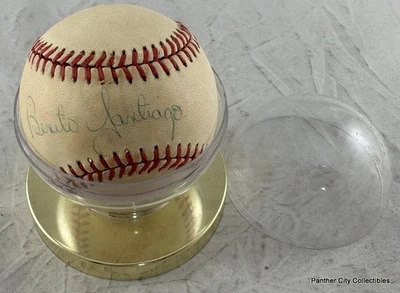 Benito Santiago
Panther City Collectibles